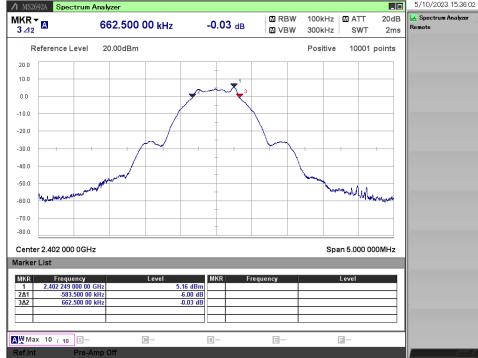 MS2692A Spectrum Analyzer
5/10/2023 15:36:02
MKR
3 Δ2
662.500 00 kHz
-0.03 dB
RBW 100kHz
VBW 300kHz
ATT 20dB
SWT 2ms
Spectrum Analyzer
Remote
Reference Level 20.00dBm
Positive 10001 points
20.0
10.0
0.0
-10.0
-20.0
-30.0
-40.0
-50.0
-60.0
-70.0
-80.0
1
2
3
Center 2.402 000 0GHz
Span 5.000 000MHz
Marker List
MKR Frequency Level MKR Frequency Level
1 2.402 249 000 00 GHz 5.16 dBm
2Δ1 -583.500 00 kHz -6.00 dB
3Δ2 662.500 00 kHz -0.03 dB
A W Max 10 / 10
Ref.Int Pre-Amp Off